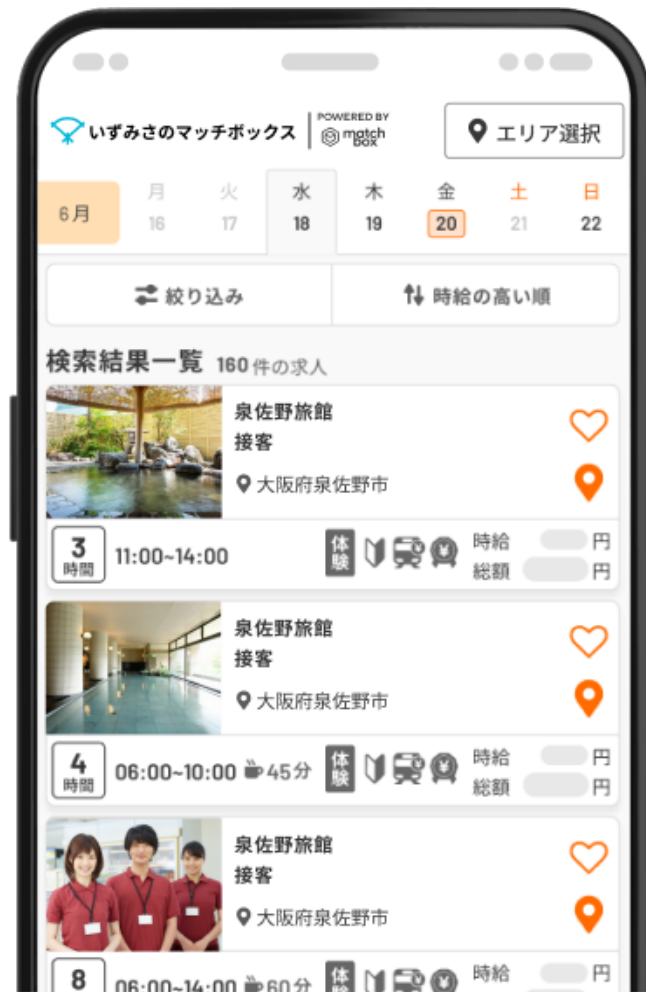 いずみさのマッチボックス
POWERED BY
match
box
エリア選択
6月
月 火 水 木 金 土 日
16 17 18 19 20 21 22
絞り込み
時給の高い順
検索結果一覧 160件の求人
泉佐野旅館
接客
大阪府泉佐野市
3
時間
11:00~14:00
体験
時給 円
総額 円
泉佐野旅館
接客
大阪府泉佐野市
4
時間
06:00~10:00 45分
体験
時給 円
総額 円
泉佐野旅館
接客
大阪府泉佐野市
8
06:00~14:00 60分
体験
時給 円